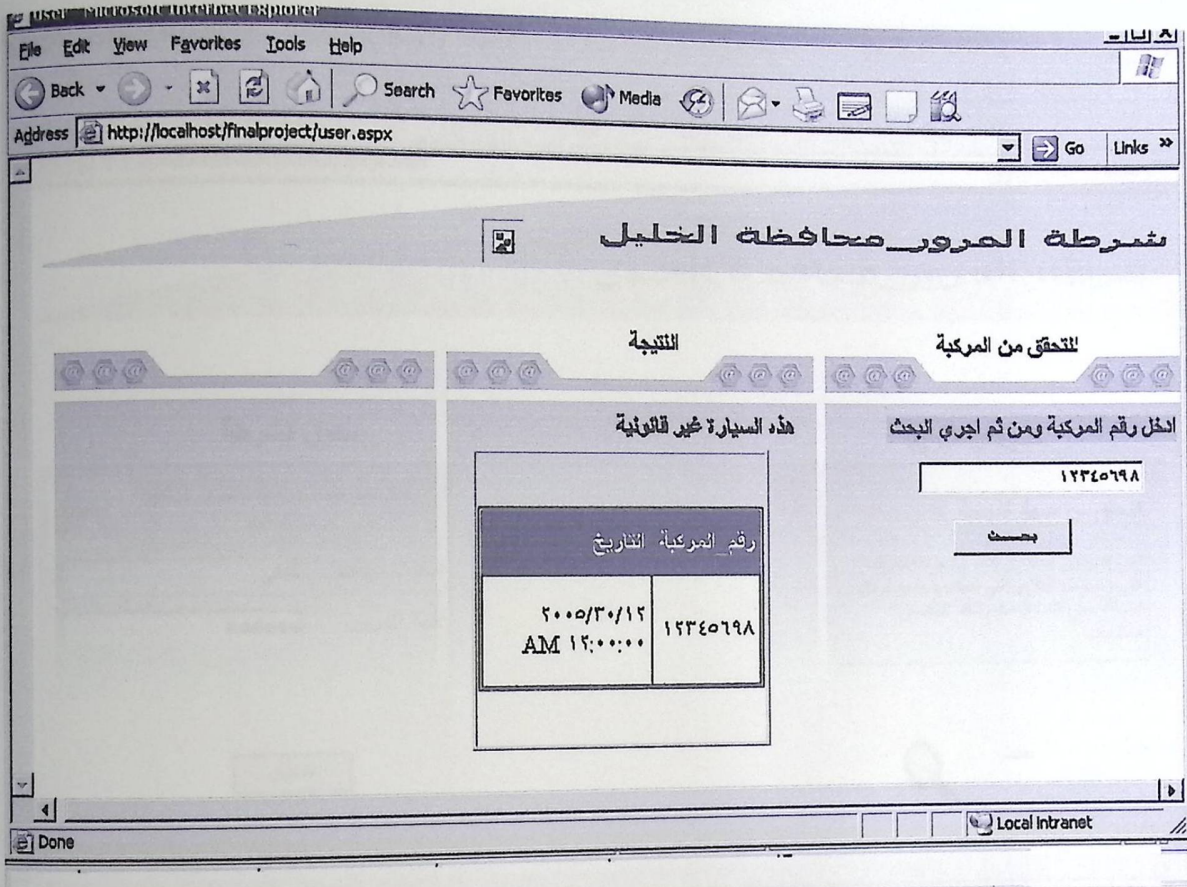 user - Microsoft Internet Explorer
File Edit View Favorites Tools Help
Back Search Favorites Media
Address http://localhost/finalproject/user.aspx Go Links »
شرطة المرور_محافظة الخليل
للتحقق من المركبة
النتيجة
ادخل رقم المركبة ومن ثم اجري البحث
١٢٣٤٥٦٩٨
بحـــث
هذه السيارة غير قانونية
رقم_المركبة التاريخ
١٢٣٤٥٦٩٨ ٢٠٠٥/٣٠/١٢
AM ١٢:٠٠:٠٠
Done Local intranet